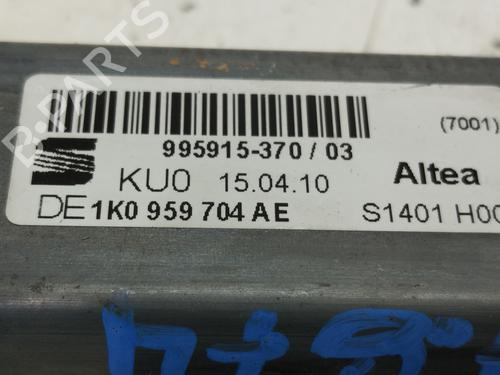 (7001)
995915-370 / 03
KU0 15.04.10 Altea
DE 1K0 959 704 AE S1401 H00
B-PARTS